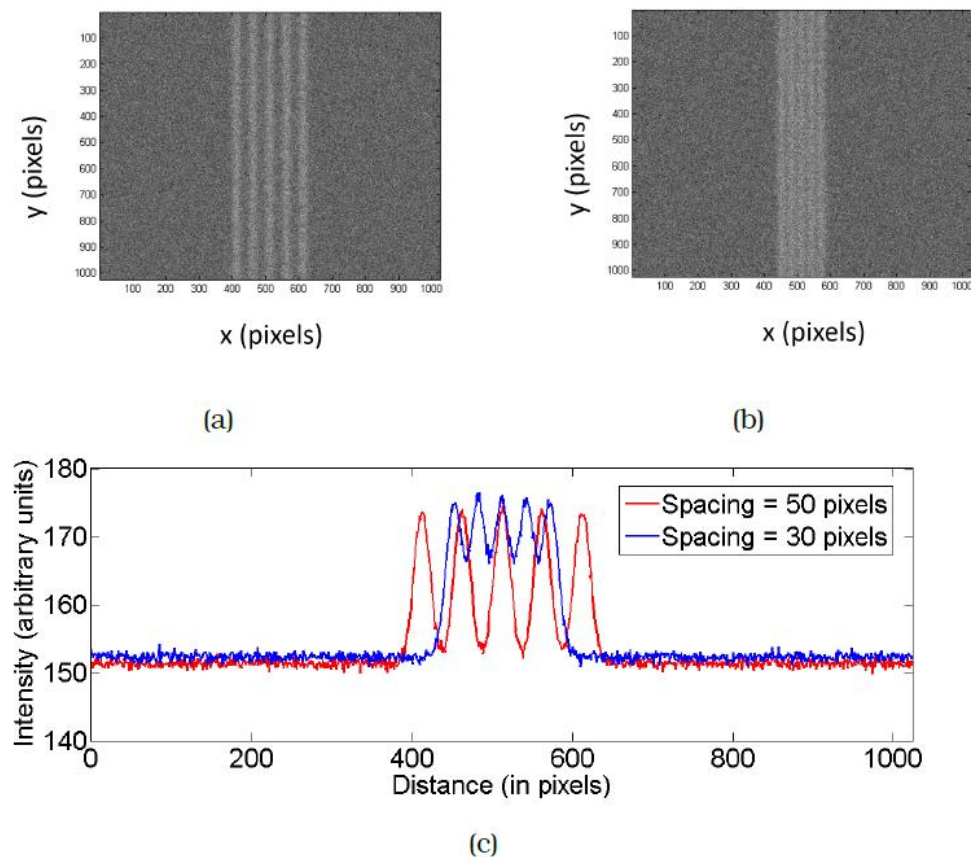 100
200
300
400
500
600
700
800
900
1000
y (pixels)
100 200 300 400 500 600 700 800 900 1000
x (pixels)
(a)
100
200
300
400
500
600
700
800
900
1000
y (pixels)
100 200 300 400 500 600 700 800 900 1000
x (pixels)
(b)
180
170
160
150
140
Intensity (arbitrary units)
Spacing = 50 pixels
Spacing = 30 pixels
0 200 400 600 800 1000
Distance (in pixels)
(c)